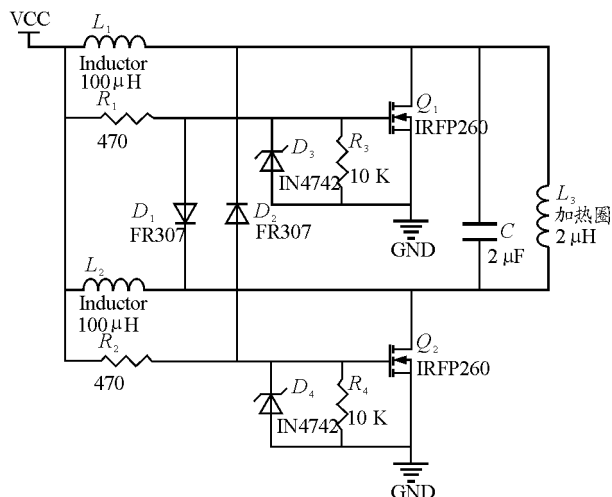 VCC
L₁
Inductor
100 μH
R₁
470
Q₁
IRFP260
D₃
IN4742
R₃
10 K
D₁
FR307
D₂
FR307
GND
C
2 μF
L₃
加热圈
2 μH
L₂
Inductor
100 μH
R₂
470
Q₂
IRFP260
D₄
IN4742
R₄
10 K
GND